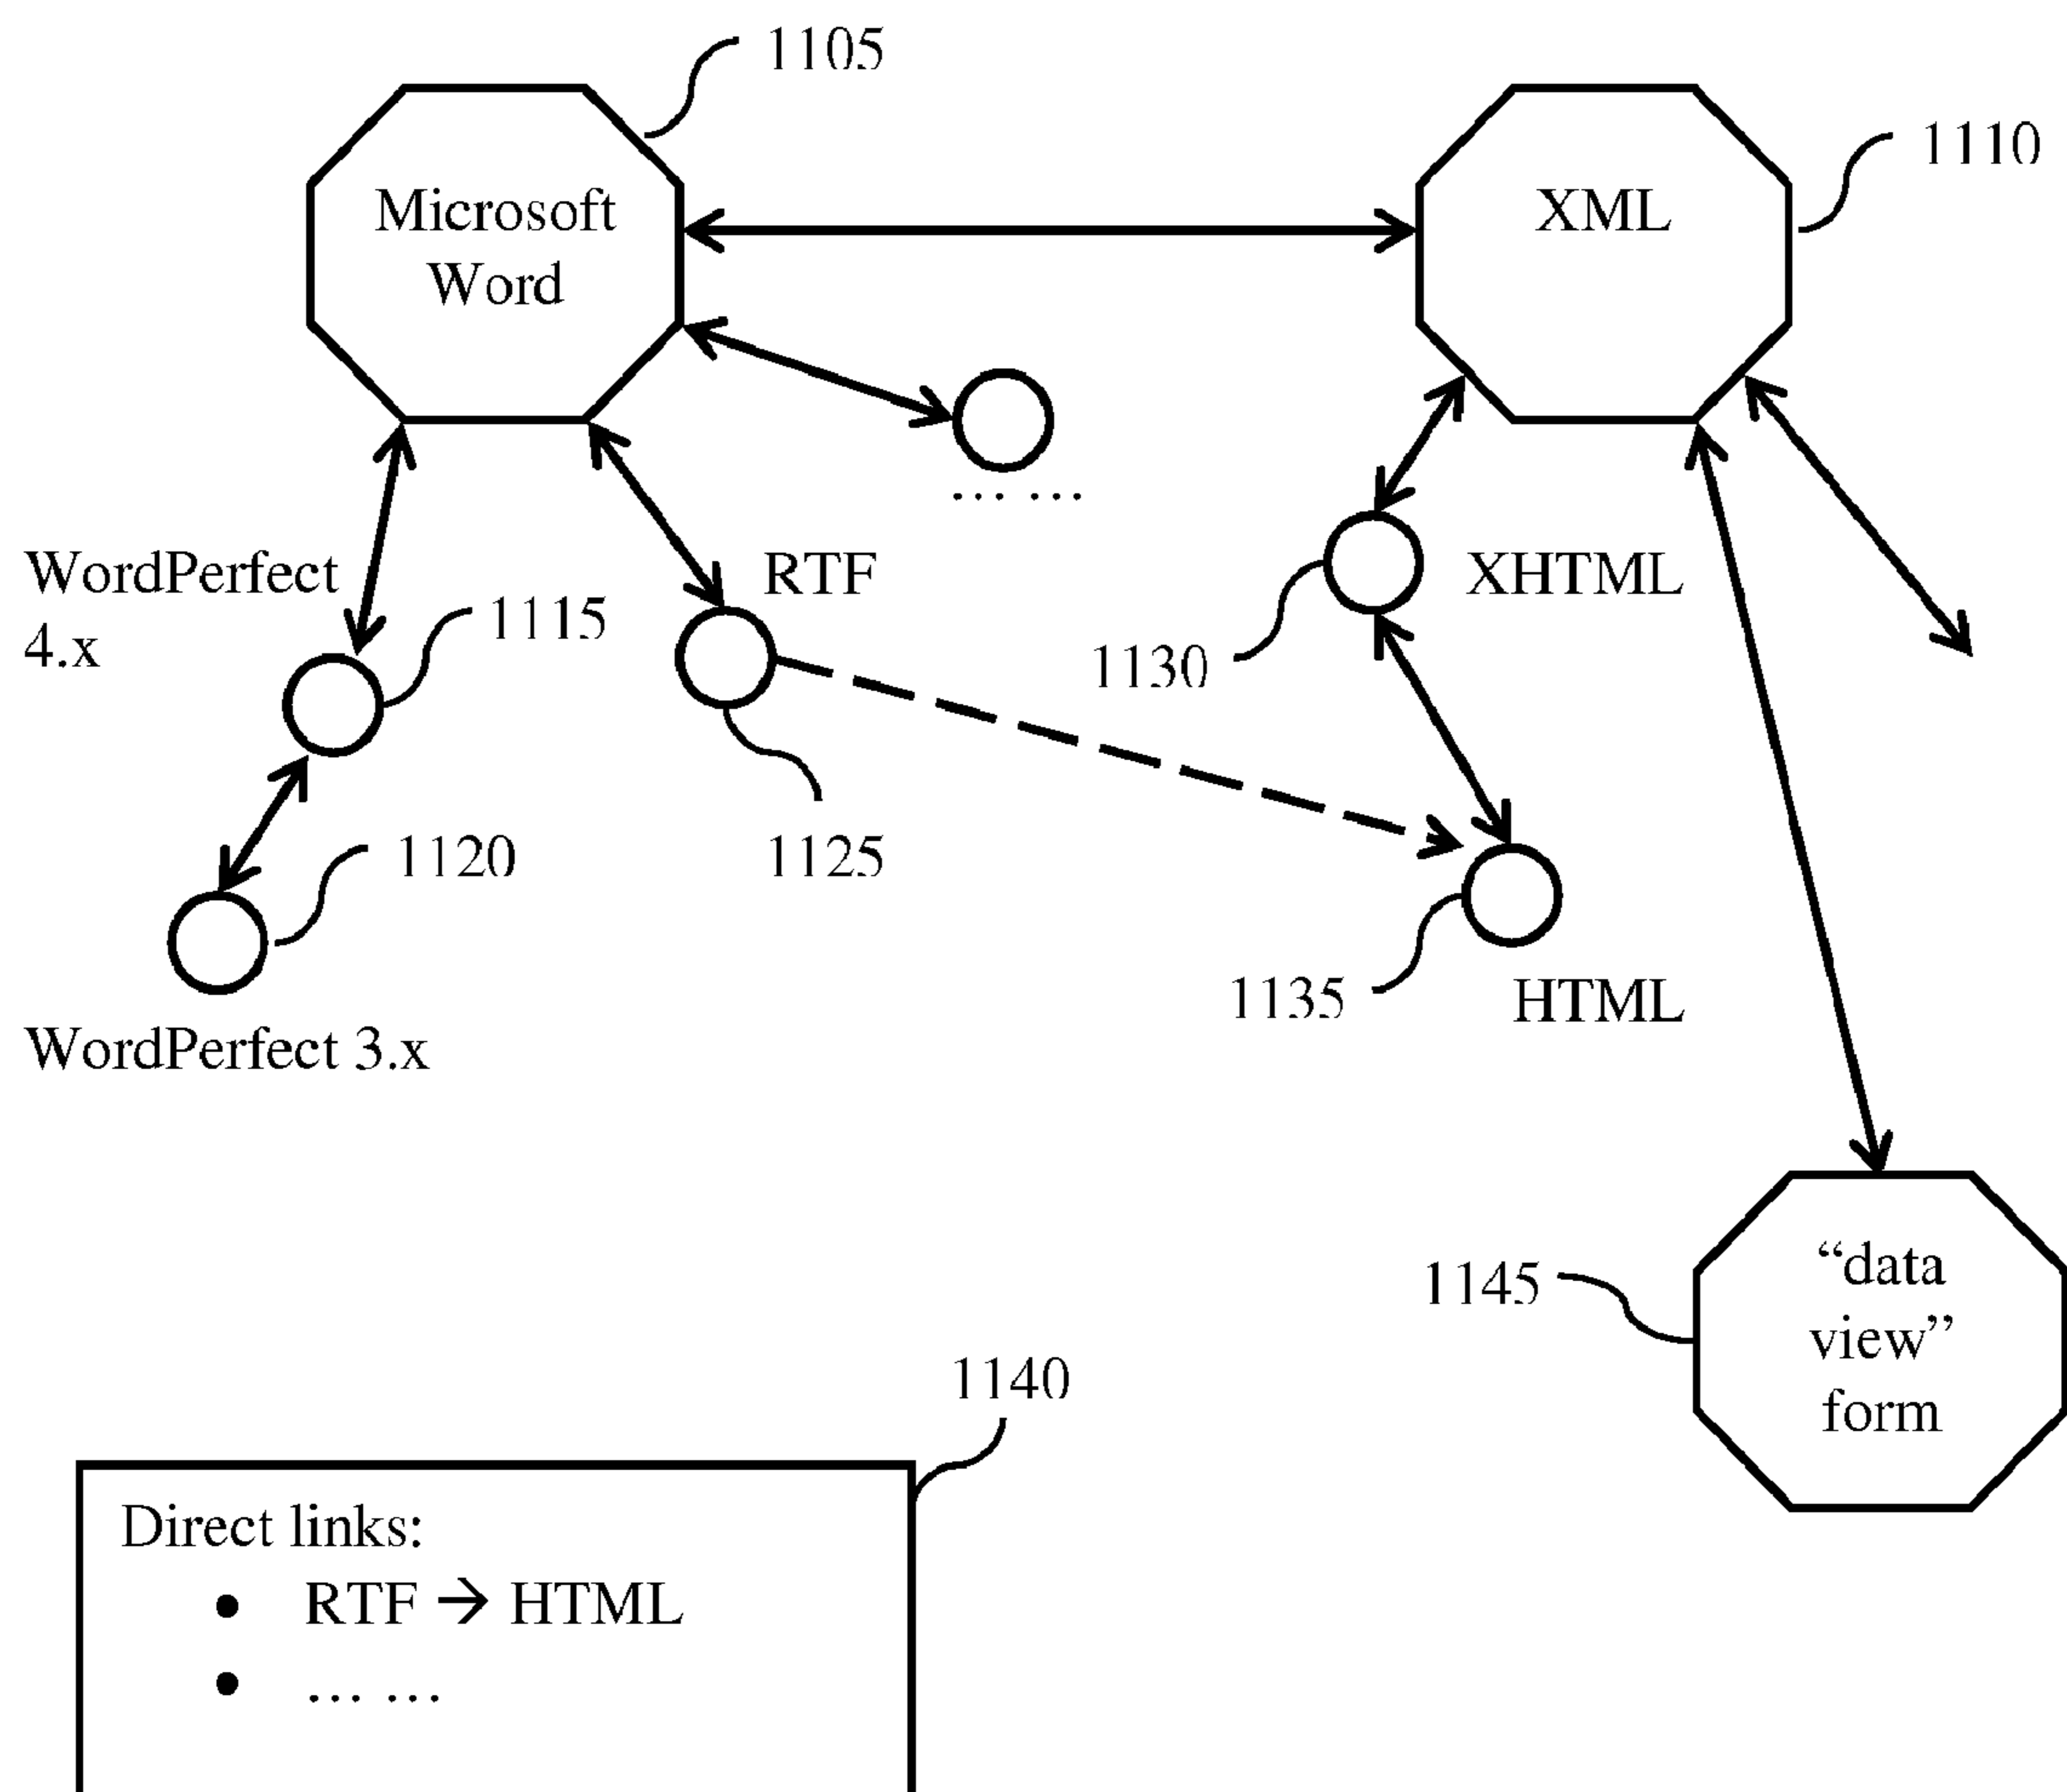 1105
1110
Microsoft
Word
XML
... ...
WordPerfect
4.x
1115
RTF
XHTML
1130
1120
1125
1135
HTML
WordPerfect 3.x
1145
“data
view”
form
1140
Direct links:
• RTF → HTML
• ... ...